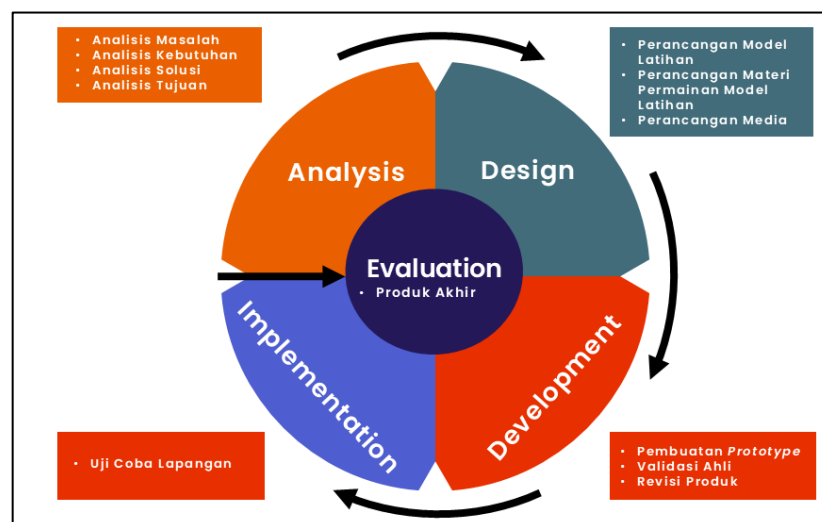 • Analisis Masalah
• Analisis Kebutuhan
• Analisis Solusi
• Analisis Tujuan
• Perancangan Model
Latihan
• Perancangan Materi
Permainan Model
Latihan
• Perancangan Media
Analysis
Design
Evaluation
• Produk Akhir
Implementation
Development
• Uji Coba Lapangan
• Pembuatan Prototype
• Validasi Ahli
• Revisi Produk